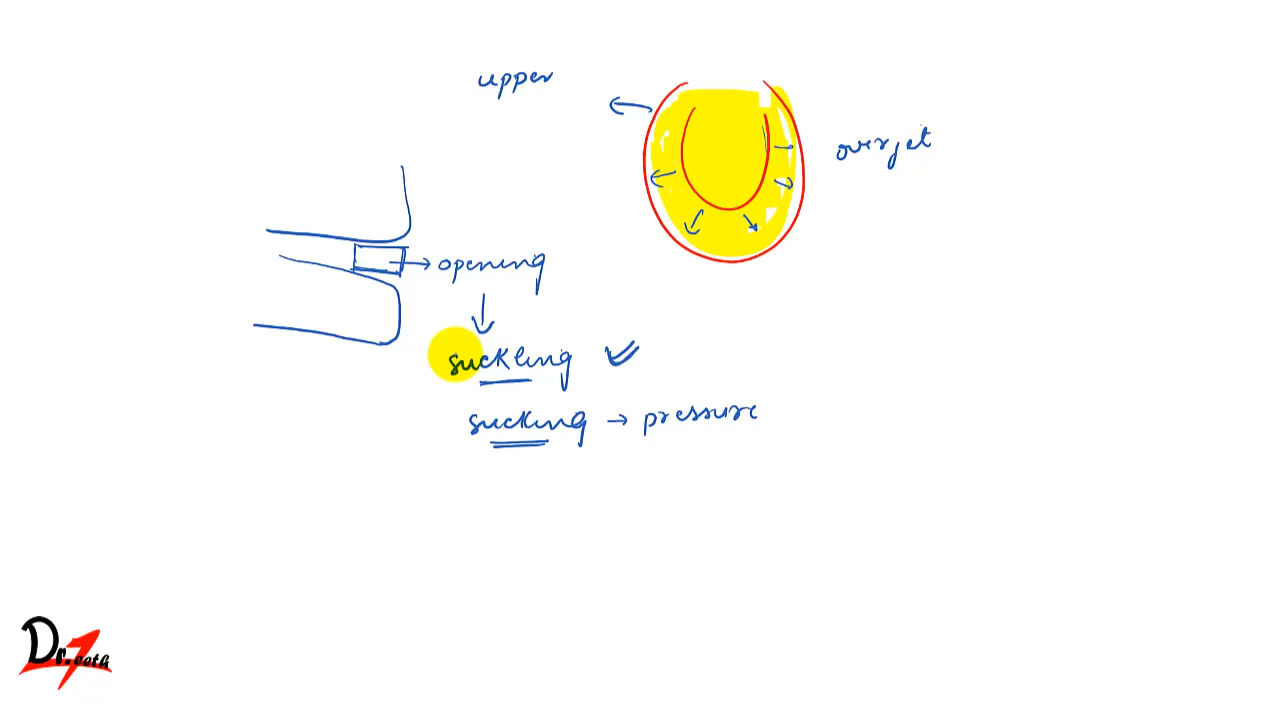 upper
overjet
opening
suckling
sucking → pressure
Dr.